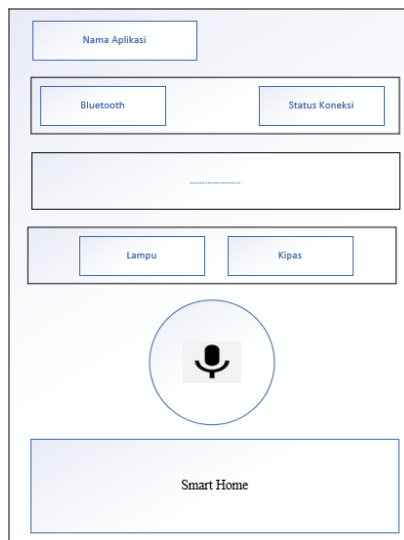 Nama Aplikasi
Bluetooth
Status Koneksi
--------------------
Lampu
Kipas
Smart Home